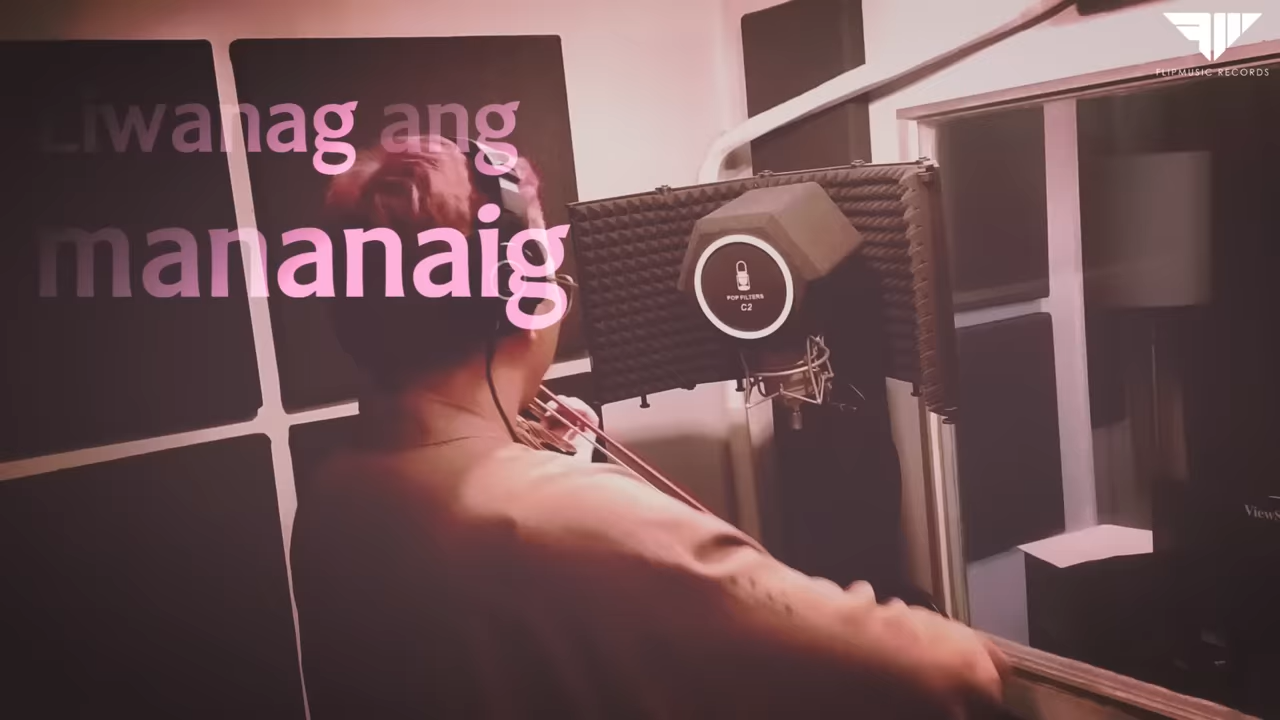 Liwanag ang
mananaig
FLIPMUSIC RECORDS
POP FILTERS
C2